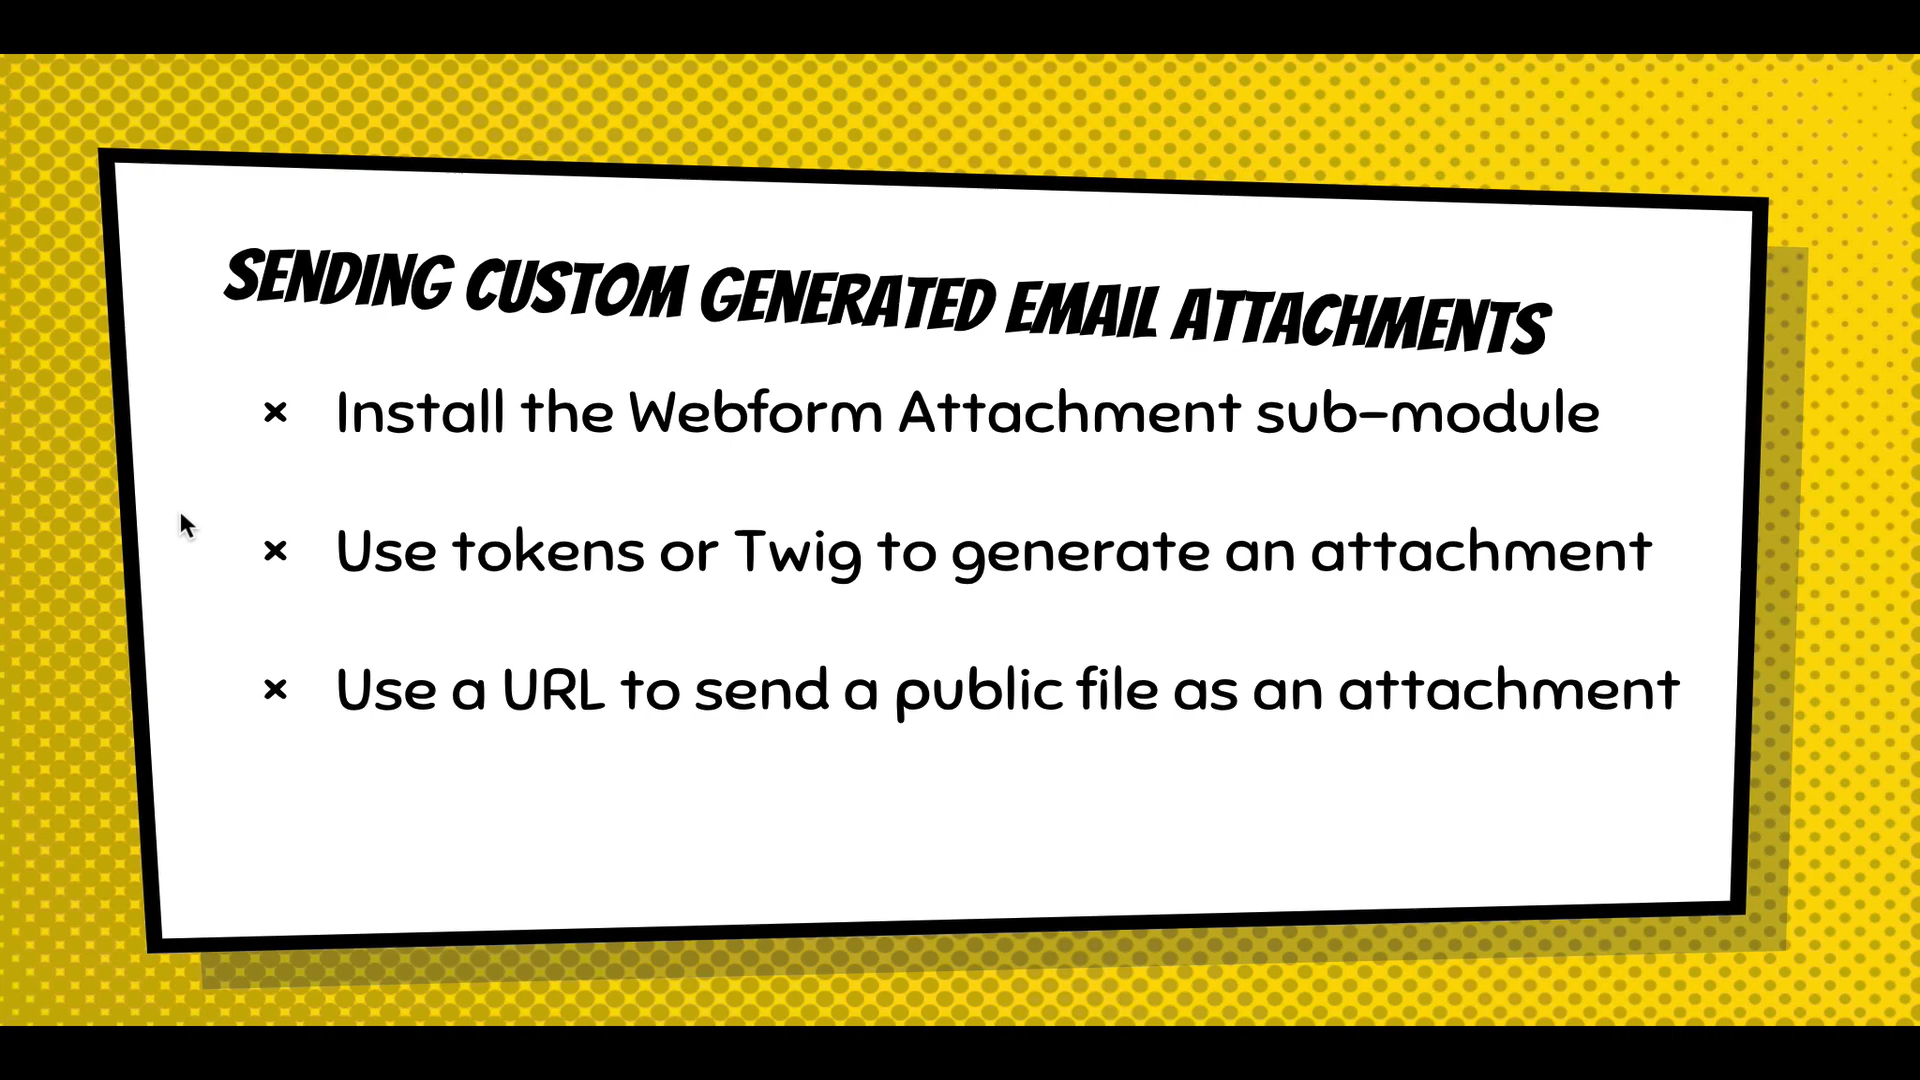 SENDING CUSTOM GENERATED EMAIL ATTACHMENTS
× Install the Webform Attachment sub-module
× Use tokens or Twig to generate an attachment
× Use a URL to send a public file as an attachment